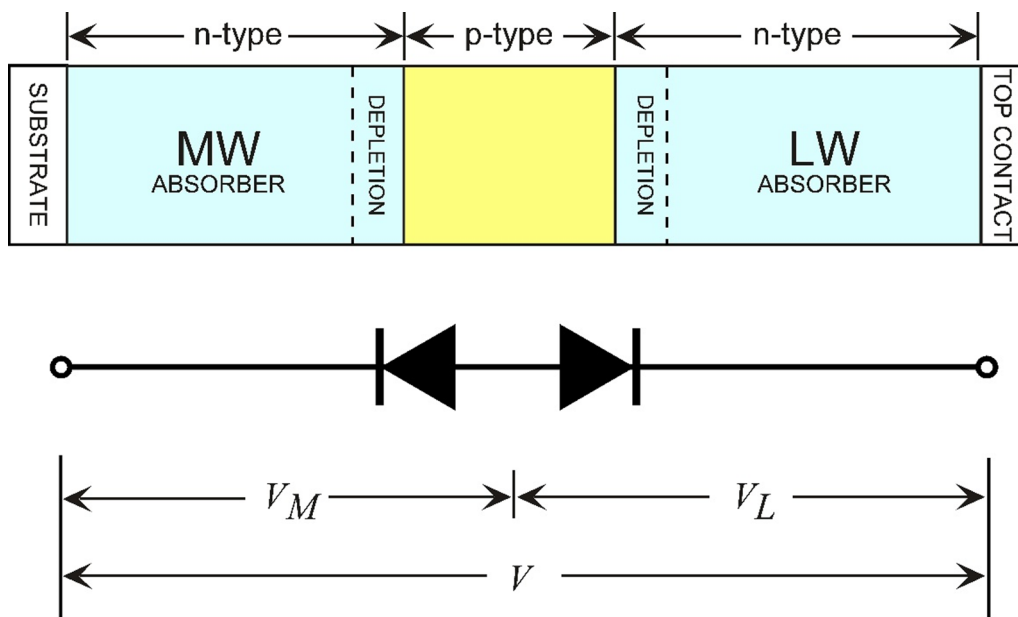 n-type
p-type
n-type
SUBSTRATE
MW
ABSORBER
DEPLETION
DEPLETION
LW
ABSORBER
TOP CONTACT
V_M
V_L
V